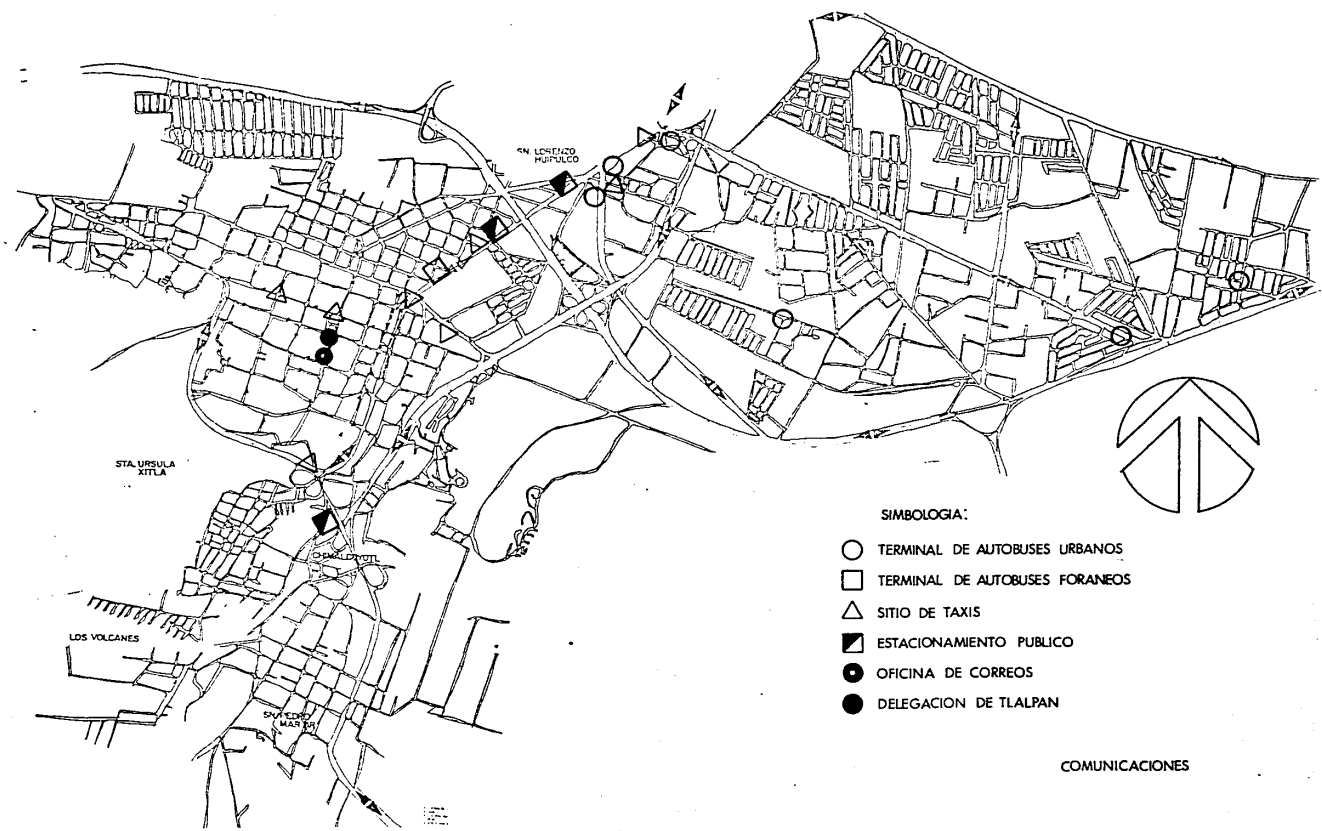 SN. LORENZO
HUIPULCO
STA. URSULA
XITLA
CHIMALCOYOTL
LOS VOLCANES
SN. PEDRO
MARTIR
SIMBOLOGIA:
TERMINAL DE AUTOBUSES URBANOS
TERMINAL DE AUTOBUSES FORANEOS
SITIO DE TAXIS
ESTACIONAMIENTO PUBLICO
OFICINA DE CORREOS
DELEGACION DE TLALPAN
COMUNICACIONES